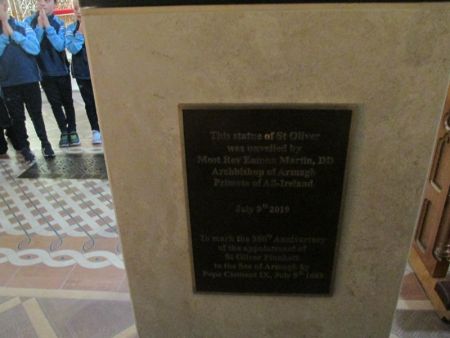 This statue of St Oliver
was unveiled by
Most Rev Eamon Martin, DD
Archbishop of Armagh
Primate of All-Ireland
July 9th 2019
To mark the 350th Anniversary
of the appointment of
St Oliver Plunkett
to the See of Armagh by
Pope Clement IX, July 9th 1669